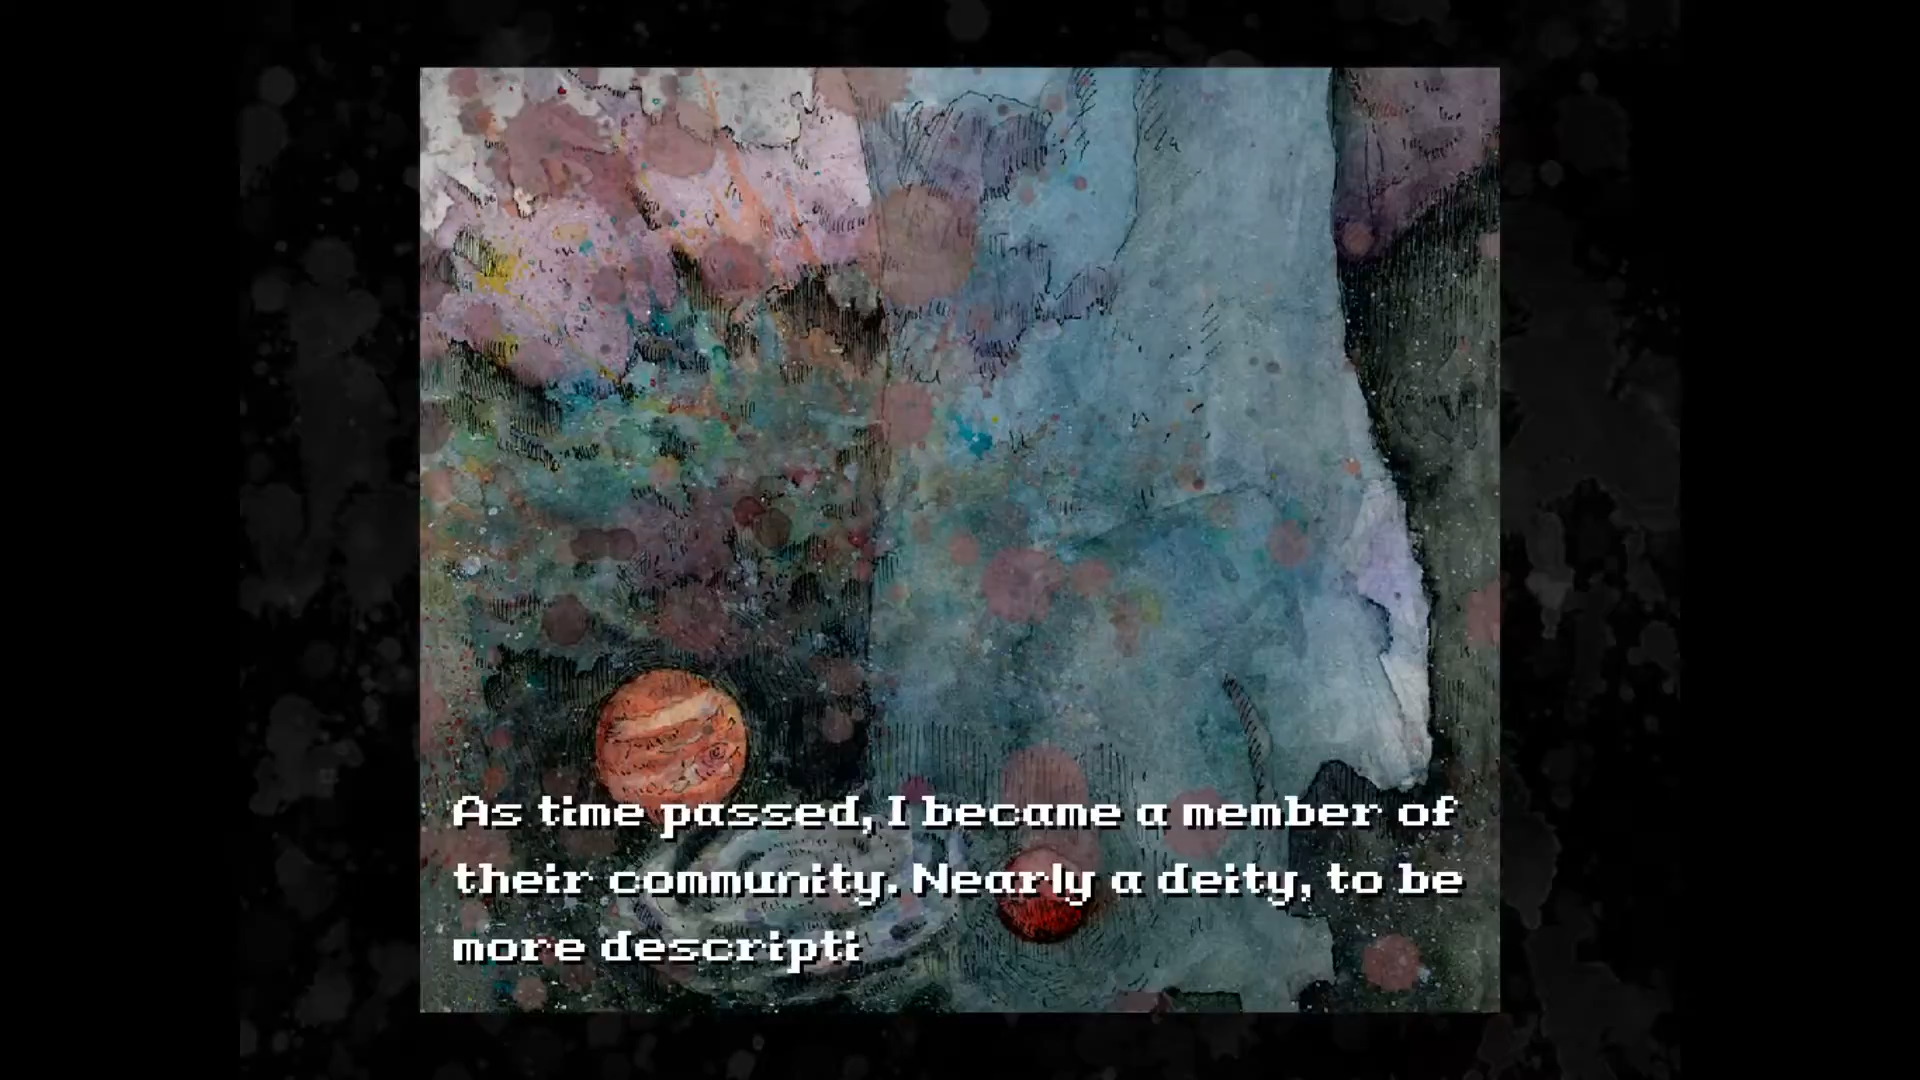 As time passed, I became a member of
their community. Nearly a deity, to be
more descripti